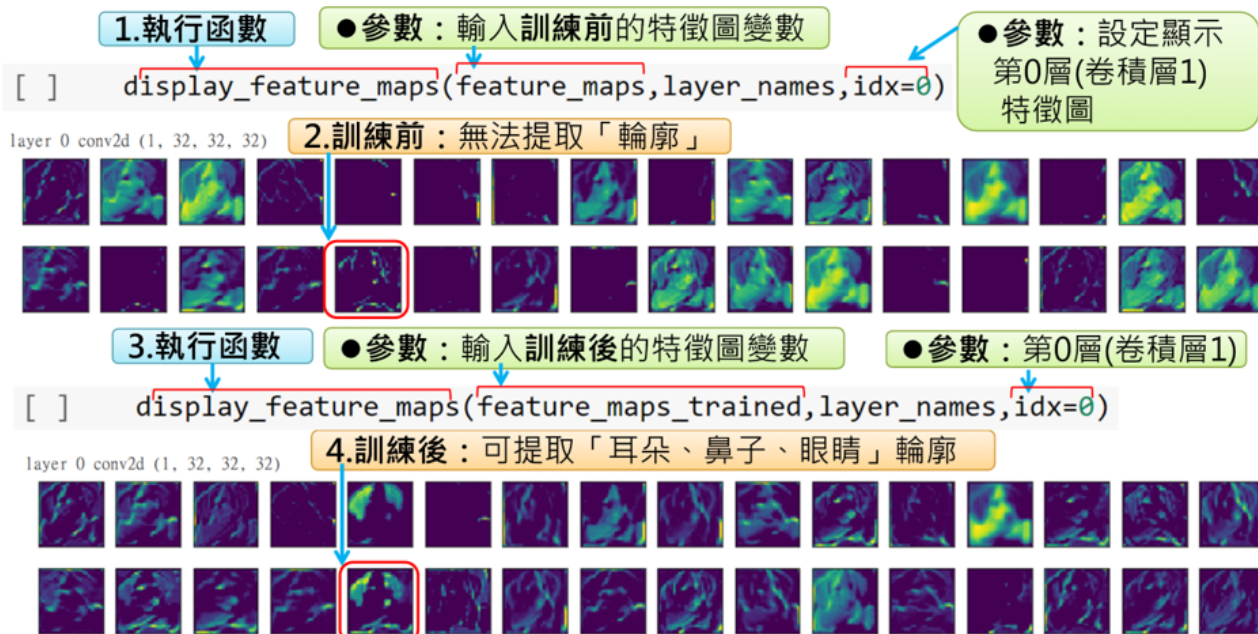 1.執行函數
●參數：輸入訓練前的特徵圖變數
●參數：設定顯示
第0層(卷積層1)
特徵圖
[ ] display_feature_maps(feature_maps,layer_names,idx=0)
layer 0 conv2d (1, 32, 32, 32)
2.訓練前：無法提取「輪廓」
3.執行函數
●參數：輸入訓練後的特徵圖變數
●參數：第0層(卷積層1)
[ ] display_feature_maps(feature_maps_trained,layer_names,idx=0)
layer 0 conv2d (1, 32, 32, 32)
4.訓練後：可提取「耳朵、鼻子、眼睛」輪廓